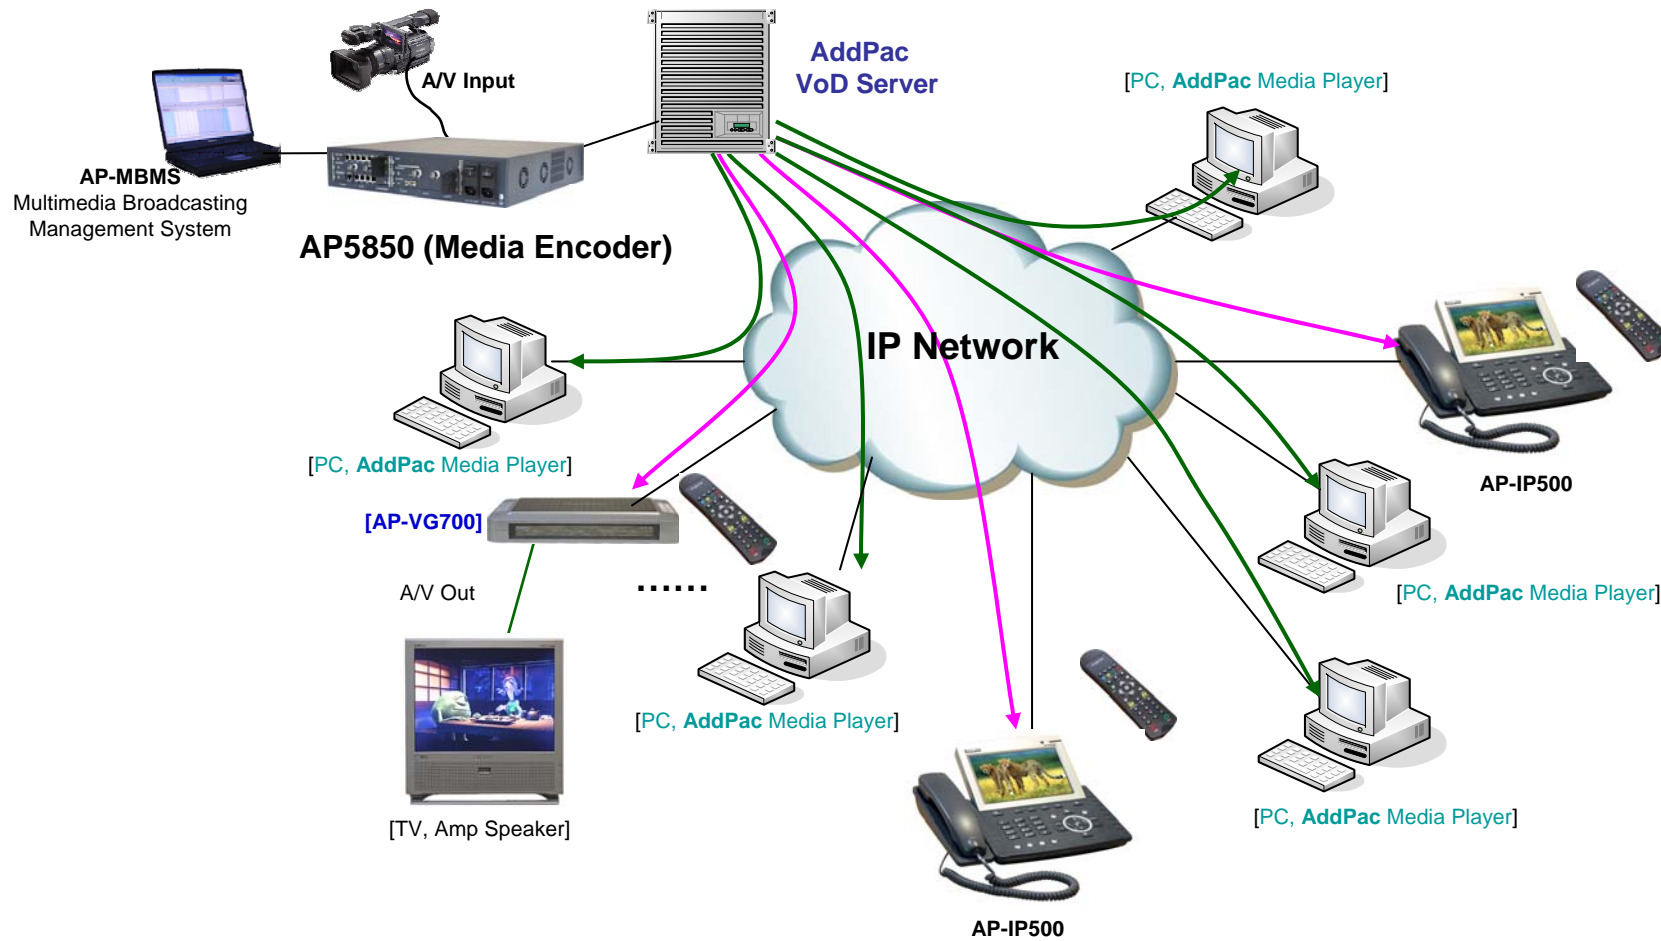 AddPac
VoD Server
A/V Input
[PC, AddPac Media Player]
AP-MBMS
Multimedia Broadcasting
Management System
AP5850 (Media Encoder)
IP Network
[PC, AddPac Media Player]
AP-IP500
[AP-VG700]
A/V Out
......
[PC, AddPac Media Player]
[PC, AddPac Media Player]
[TV, Amp Speaker]
[PC, AddPac Media Player]
AP-IP500